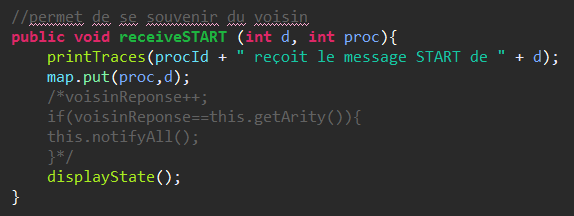 //permet de se souvenir du voisin
public void receiveSTART (int d, int proc){
printTraces(procId + " reçoit le message START de " + d);
map.put(proc,d);
/*voisinReponse++;
if(voisinReponse==this.getArity()){
this.notifyAll();
}*/
displayState();
}